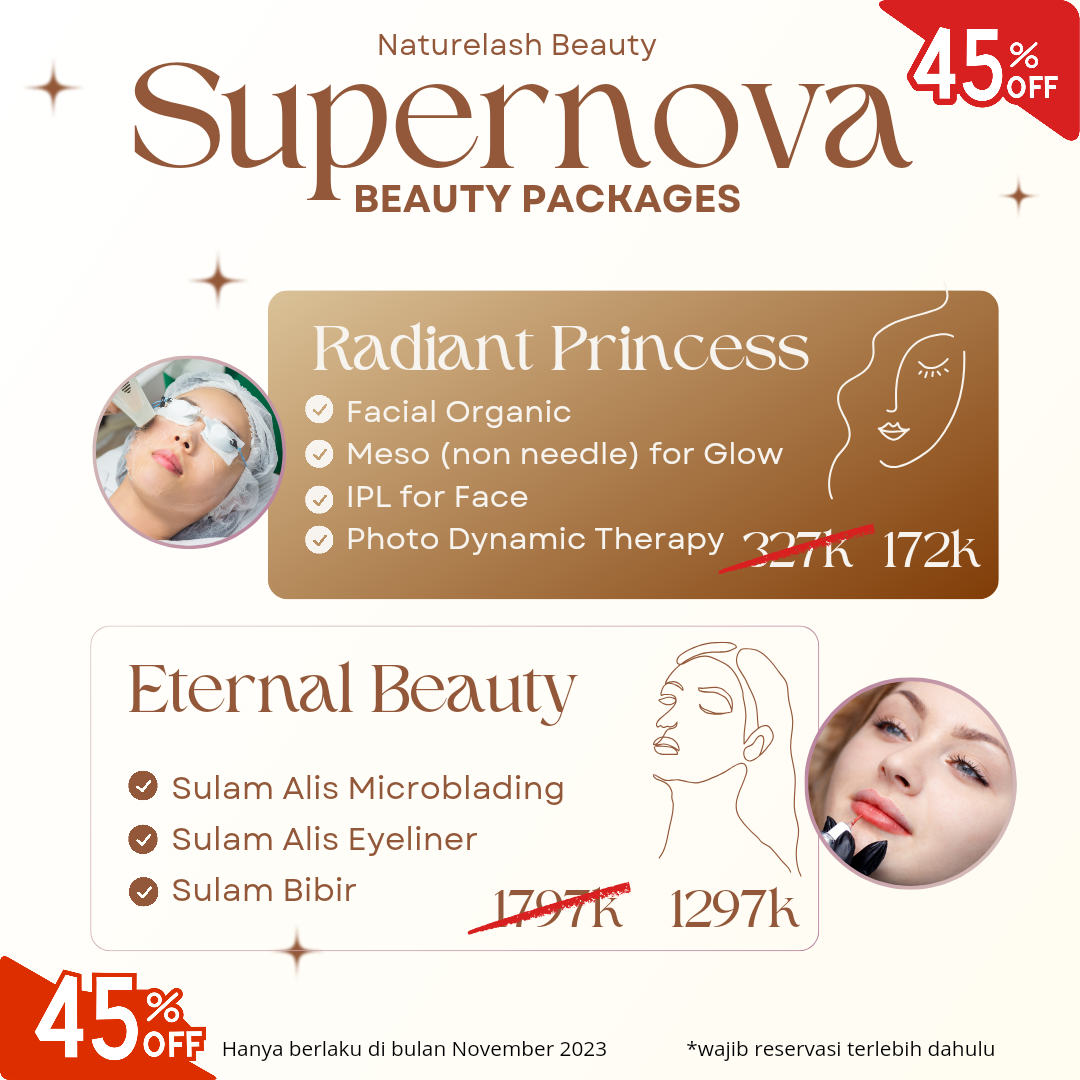 Naturelash Beauty
45% OFF
Supernova
BEAUTY PACKAGES
Radiant Princess
Facial Organic
Meso (non needle) for Glow
IPL for Face
Photo Dynamic Therapy
327k 172k
Eternal Beauty
Sulam Alis Microblading
Sulam Alis Eyeliner
Sulam Bibir
1797k 1297k
45% OFF
Hanya berlaku di bulan November 2023
*wajib reservasi terlebih dahulu